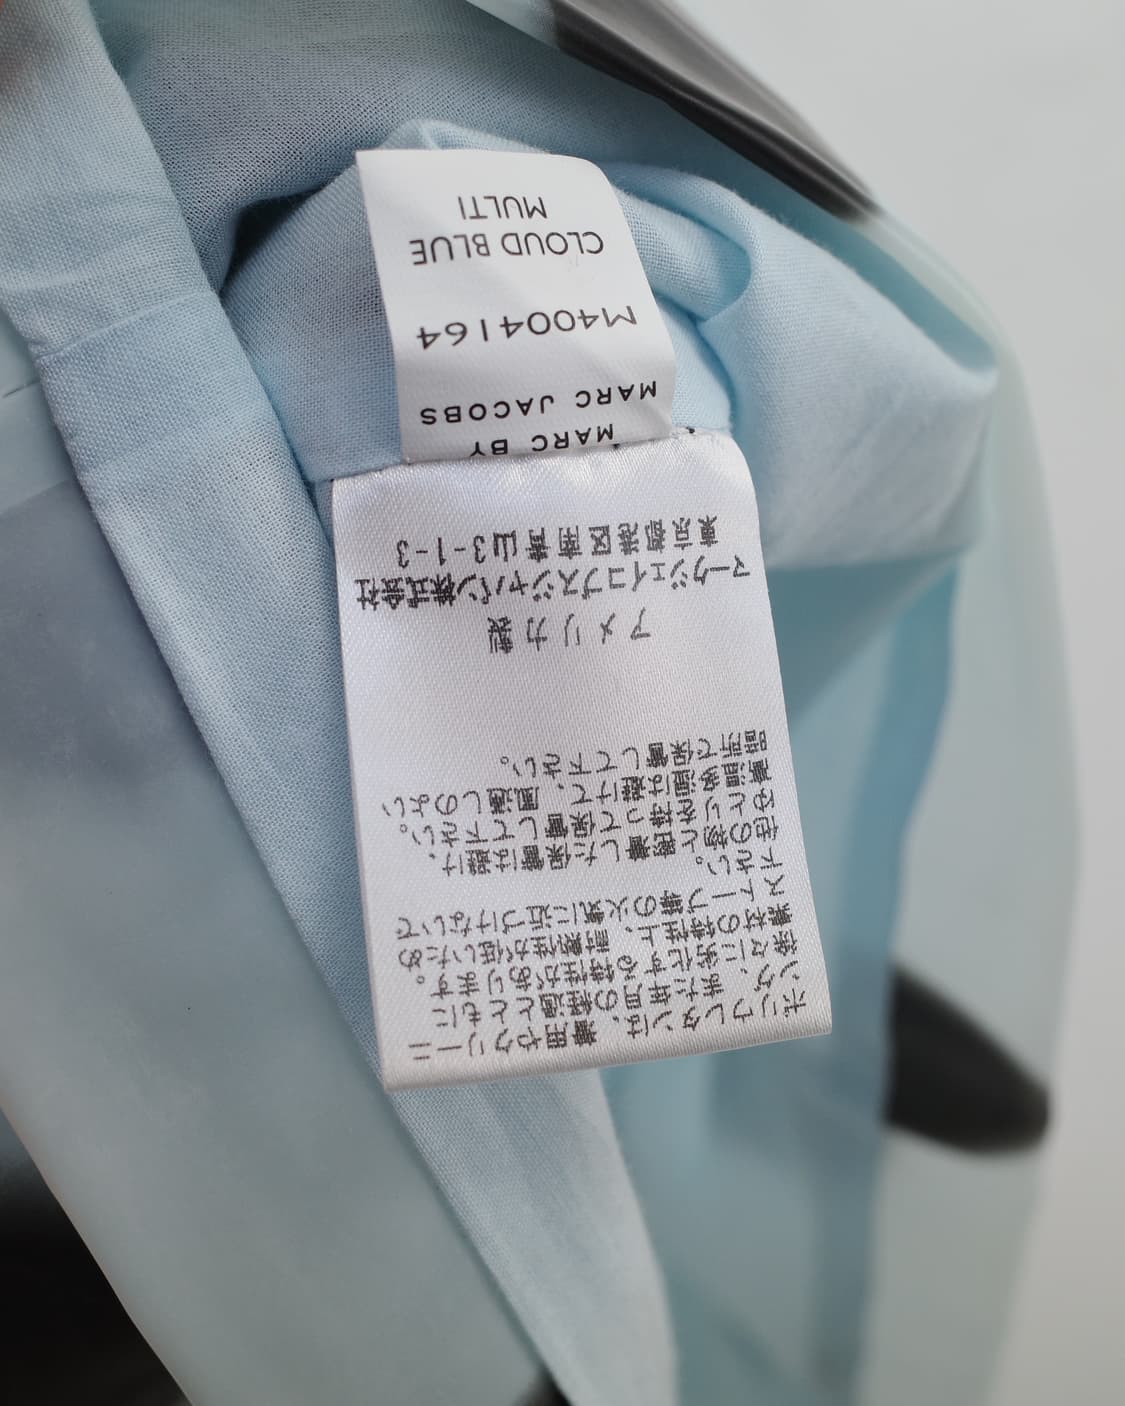 ポリウレタンは、着用やクリーニ
ング、また年月の経過とともに
徐々に劣化する特性があります。
素材の特性上、耐熱性が低いため
ストーブ等の火気に近づけないで
下さい。
他の物と密着した保管は避け、
ゆとりを持って保管して下さい。
高温多湿は避けて、風通しのよい
暗所で保管して下さい。
アメリカ製
マークジェイコブスジャパン株式会社
東京都港区南青山3-1-3
MARC BY
MARC JACOBS
M4004164
CLOUD BLUE
MULTI